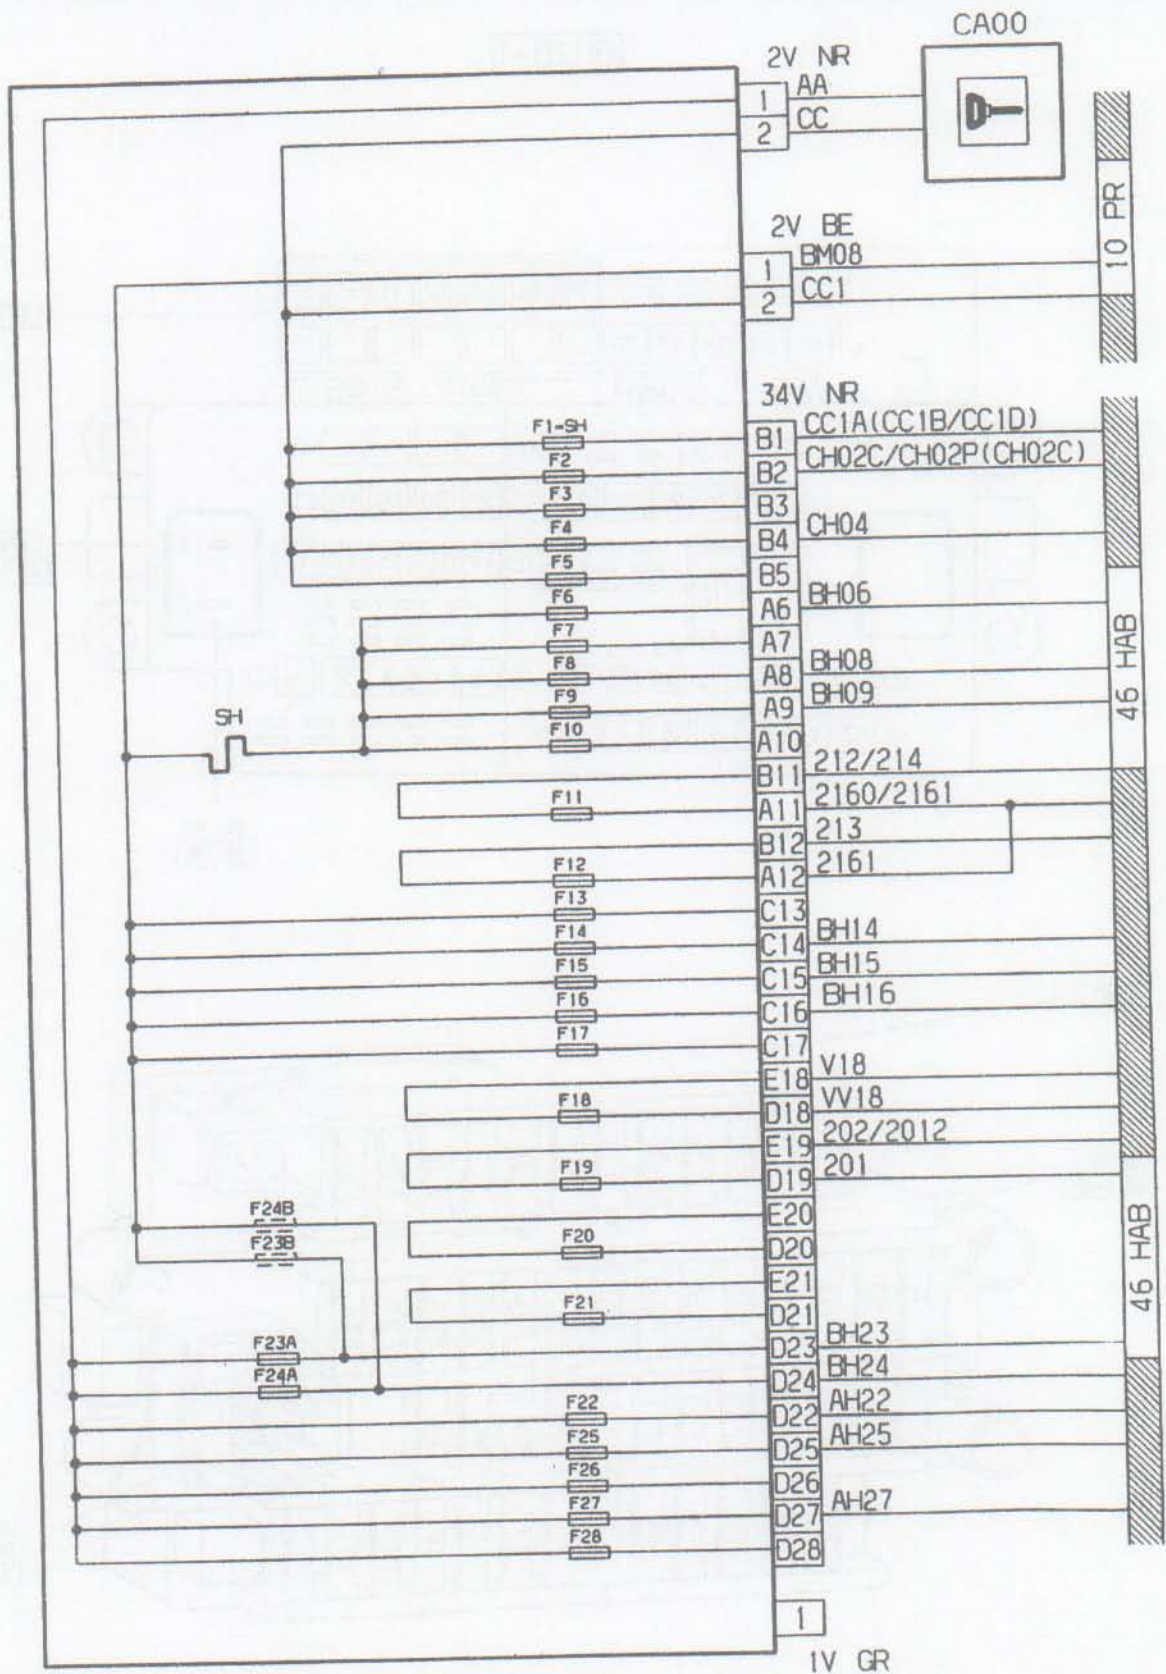 CA00
2V NR
1 AA
2 CC
10 PR
2V BE
1 BM08
2 CC1
34V NR
F1-SH B1 CC1A(CC1B/CC1D)
F2 B2 CH02C/CH02P(CH02C)
F3 B3
F4 B4 CH04
F5 B5
F6 A6 BH06
F7 A7
F8 A8 BH08
F9 A9 BH09
46 HAB
SH
F10 A10
B11 212/214
F11 A11 2160/2161
B12 213
F12 A12 2161
F13 C13
F14 C14 BH14
F15 C15 BH15
F16 C16 BH16
F17 C17
E18 V18
F18 D18 VV18
E19 202/2012
F19 D19 201
F24B E20
F23B F20 D20
E21
F21 D21
46 HAB
F23A D23 BH23
F24A D24 BH24
F22 D22 AH22
F25 D25 AH25
F26 D26
F27 D27 AH27
F28 D28
1
1V GR